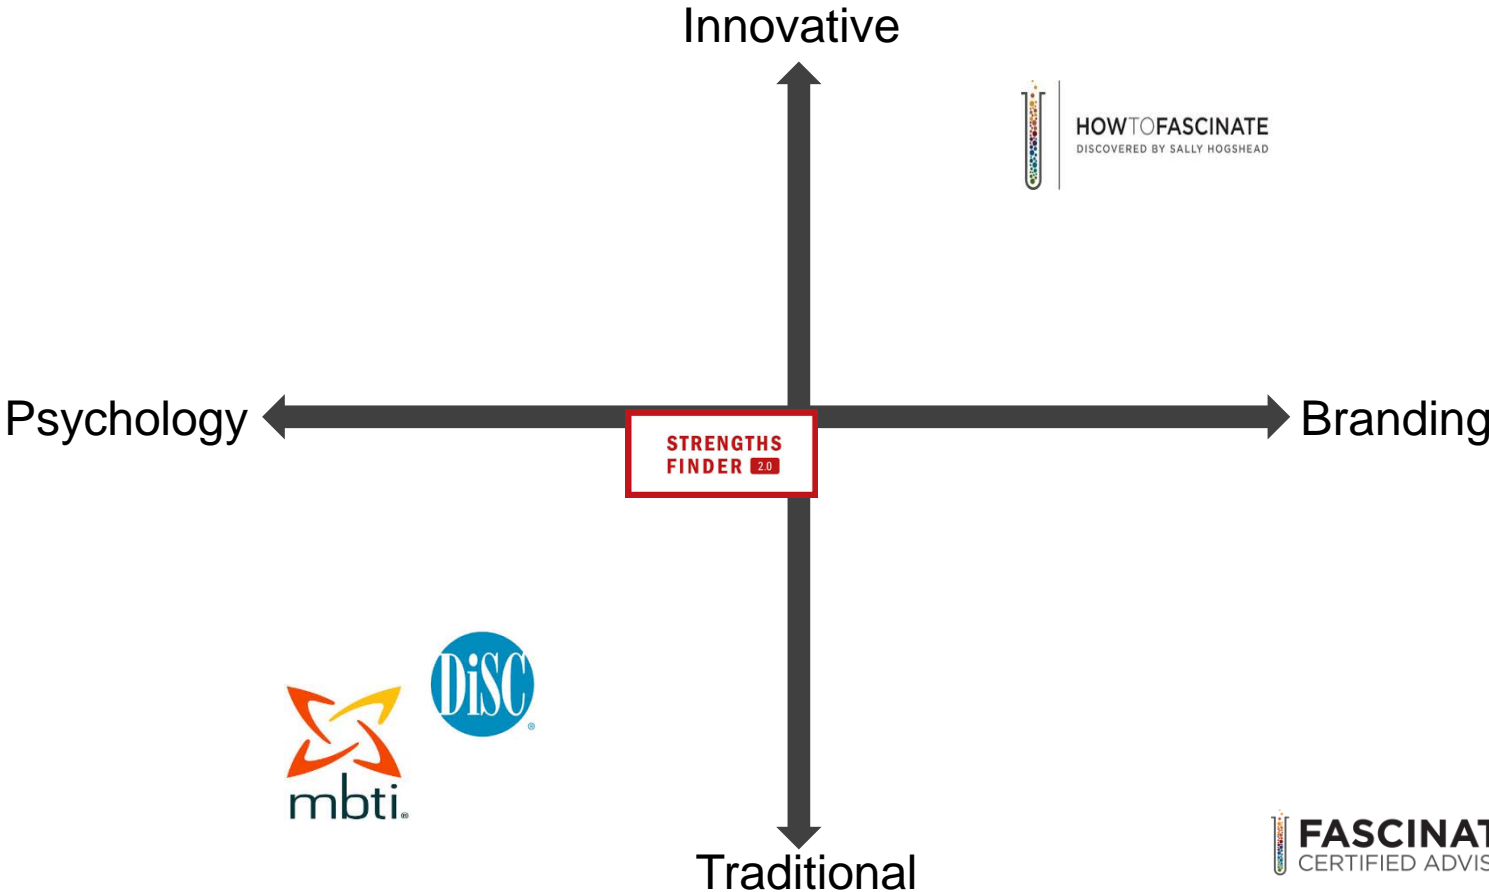 Innovative
HOWTOFASCINATE
DISCOVERED BY SALLY HOGSHEAD
Psychology
Branding
STRENGTHS
FINDER 2.0
DiSC®
mbti®
FASCINAT
CERTIFIED ADVIS
Traditional